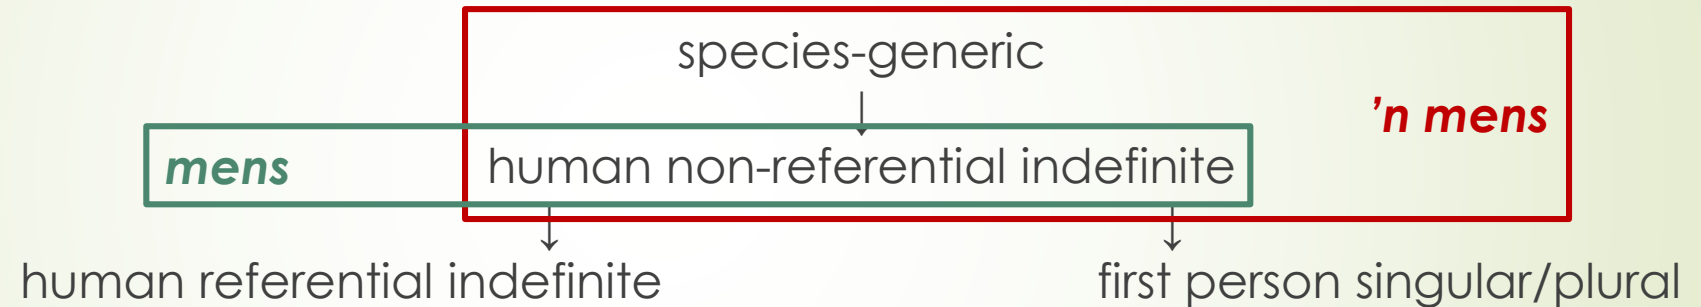 species-generic
’n mens
mens
human non-referential indefinite
human referential indefinite
first person singular/plural